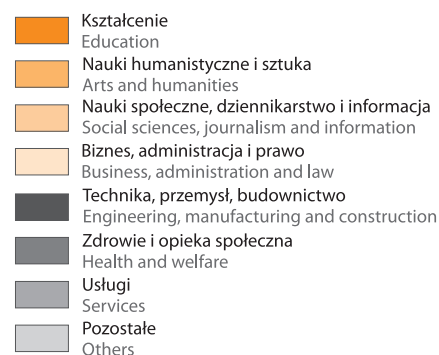 Kształcenie
Education
Nauki humanistyczne i sztuka
Arts and humanities
Nauki społeczne, dziennikarstwo i informacja
Social sciences, journalism and information
Biznes, administracja i prawo
Business, administration and law
Technika, przemysł, budownictwo
Engineering, manufacturing and construction
Zdrowie i opieka społeczna
Health and welfare
Usługi
Services
Pozostałe
Others